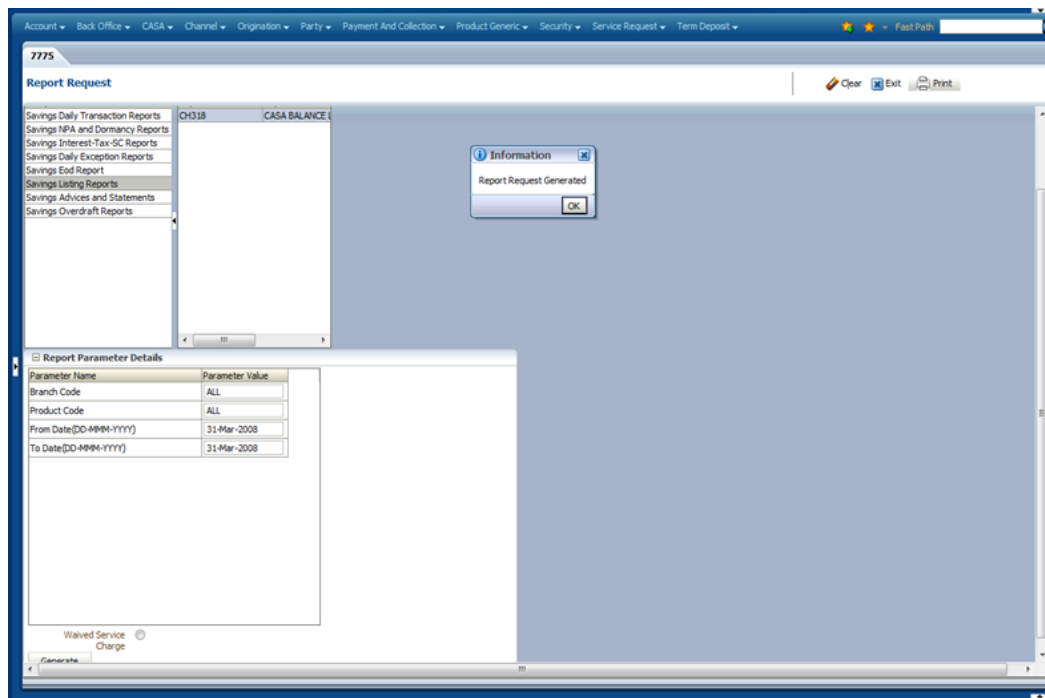 Account Back Office CASA Channel Origination Party Payment And Collection Product Generic Security Service Request Term Deposit Fast Path
7775
Report Request Clear Exit Print
Savings Daily Transaction Reports CH318 CASA BALANCE
Savings NPA and Dormancy Reports
Savings Interest-Tax-SC Reports
Savings Daily Exception Reports
Savings Eod Report
Savings Listing Reports
Savings Advices and Statements
Savings Overdraft Reports
Information
Report Request Generated
OK
Report Parameter Details
Parameter Name Parameter Value
Branch Code ALL
Product Code ALL
From Date(DD-MMM-YYYY) 31-Mar-2008
To Date(DD-MMM-YYYY) 31-Mar-2008
Waived Service
Charge
Generate